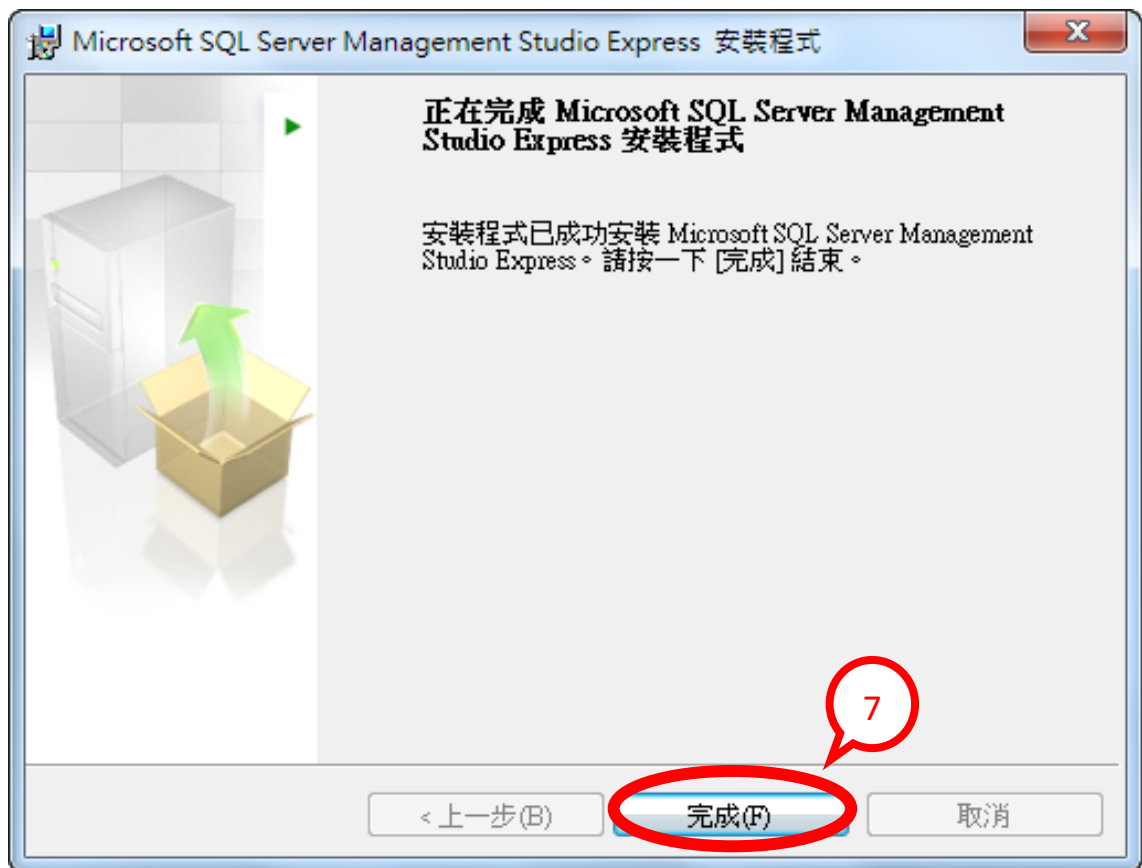 Microsoft SQL Server Management Studio Express 安裝程式
X
正在完成 Microsoft SQL Server Management
Studio Express 安裝程式
安裝程式已成功安裝 Microsoft SQL Server Management
Studio Express。請按一下 [完成] 結束。
7
<上一步(B)
完成(F)
取消